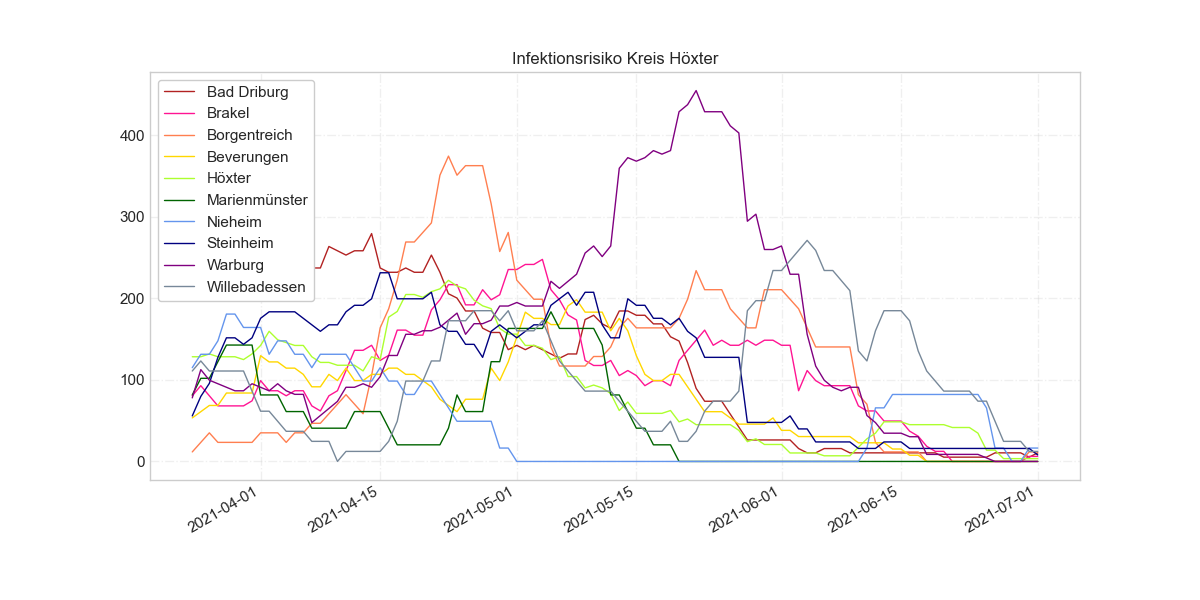 Infektionsrisiko Kreis Höxter
Bad Driburg
Brakel
Borgentreich
Beverungen
Höxter
Marienmünster
Nieheim
Steinheim
Warburg
Willebadessen
400
300
200
100
0
2021-04-01
2021-04-15
2021-05-01
2021-05-15
2021-06-01
2021-06-15
2021-07-01